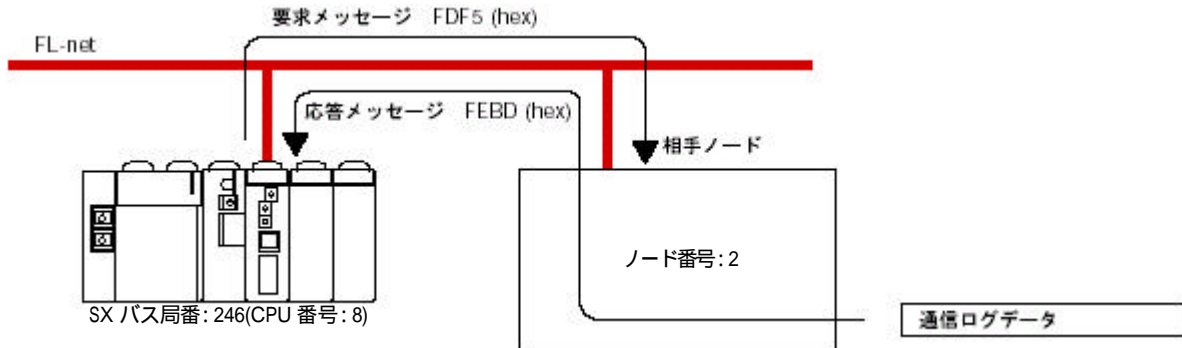 要求メッセージ FDF5 (hex)
FL-net
応答メッセージ FEBD (hex)
相手ノード
ノード番号: 2
SX バス局番: 246(CPU 番号: 8)
通信ログデータ